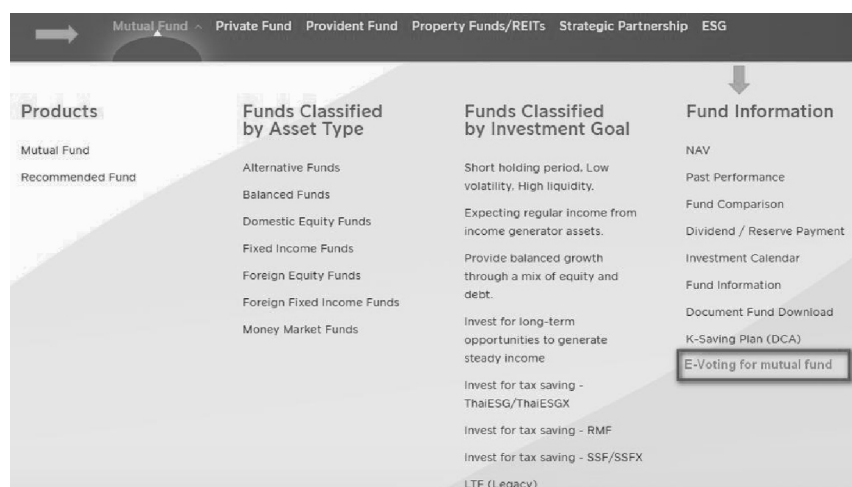 Mutual Fund Private Fund Provident Fund Property Funds/REITs Strategic Partnership ESG
Products
Mutual Fund
Recommended Fund
Funds Classified
by Asset Type
Alternative Funds
Balanced Funds
Domestic Equity Funds
Fixed Income Funds
Foreign Equity Funds
Foreign Fixed Income Funds
Money Market Funds
Funds Classified
by Investment Goal
Short holding period. Low
volatility. High liquidity.
Expecting regular income from
income generator assets.
Provide balanced growth
through a mix of equity and
debt.
Invest for long-term
opportunities to generate
steady income
Invest for tax saving -
ThaiESG/ThaiESGX
Invest for tax saving - RMF
Invest for tax saving - SSF/SSFX
LTF (Legacy)
Fund Information
NAV
Past Performance
Fund Comparison
Dividend / Reserve Payment
Investment Calendar
Fund Information
Document Fund Download
K-Saving Plan (DCA)
E-Voting for mutual fund